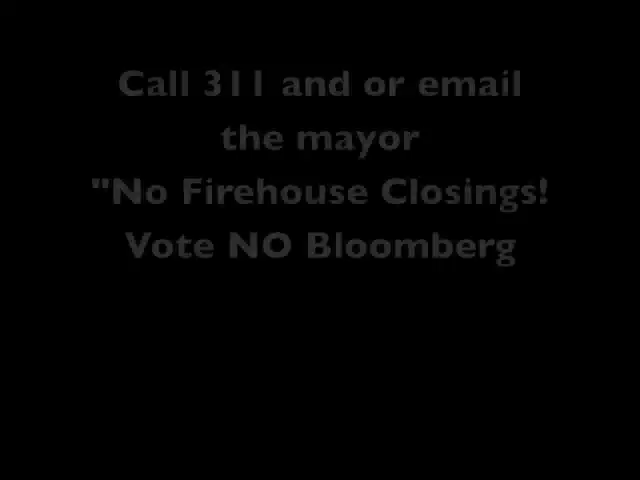 Call 311 and or email
the mayor
"No Firehouse Closings!
Vote NO Bloomberg